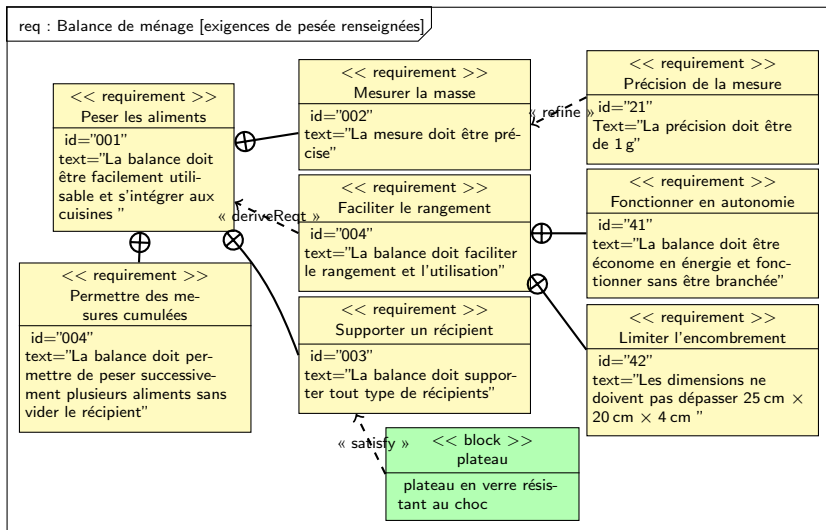 req : Balance de ménage [exigences de pesée renseignées]
<< requirement >>
Peser les aliments
id="001"
text="La balance doit
être facilement utili-
sable et s'intégrer aux
cuisines "
<< requirement >>
Mesurer la masse
id="002"
text="La mesure doit être pré-
cise"
<< requirement >>
Précision de la mesure
id="21"
Text="La précision doit être
de 1 g"
« refine »
<< requirement >>
Faciliter le rangement
id="004"
text="La balance doit faciliter
le rangement et l'utilisation"
« deriveReqt »
<< requirement >>
Fonctionner en autonomie
id="41"
text="La balance doit être
économe en énergie et fonc-
tionner sans être branchée"
<< requirement >>
Permettre des me-
sures cumulées
id="004"
text="La balance doit per-
mettre de peser successive-
ment plusieurs aliments sans
vider le récipient"
<< requirement >>
Supporter un récipient
id="003"
text="La balance doit suppor-
ter tout type de récipients"
<< requirement >>
Limiter l'encombrement
id="42"
text="Les dimensions ne
doivent pas dépasser 25 cm ×
20 cm × 4 cm "
« satisfy »
<< block >>
plateau
plateau en verre résis-
tant au choc